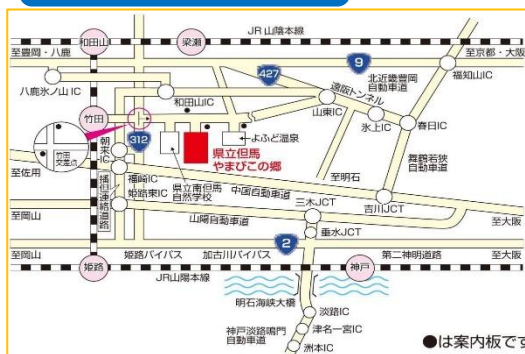 和田山
梁瀬
JR 山陰本線
至豊岡・八鹿
427
9
至京都・大阪
八鹿氷ノ山 IC
和田山IC
遠阪トンネル
北近畿豊岡
自動車道
福知山IC
竹田
山東IC
氷上IC
春日IC
竹田
交差点
312
朝来IC
よふど温泉
県立但馬
やまびこの郷
県立南但馬
自然学校
舞鶴若狭
自動車道
至佐用
福崎IC
至明石
中国自動車道
播但連絡道路
姫路東IC
三木JCT
吉川JCT
至大阪
至岡山
山陽自動車道
垂水JCT
至大阪
至岡山
姫路バイパス
加古川バイパス
2
第二神明道路
至大阪
姫路
JR山陽本線
神戸
明石海峡大橋
淡路IC
神戸淡路鳴門
自動車道
津名一宮IC
洲本IC
●は案内板です